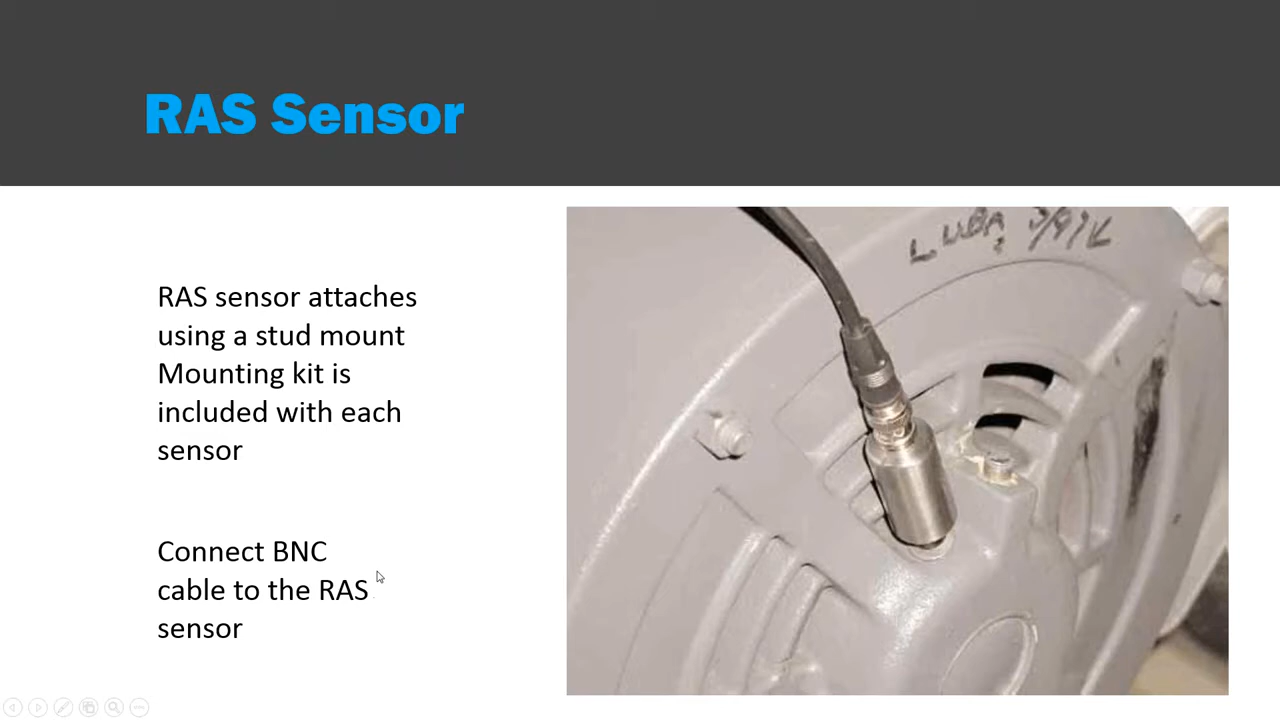 RAS Sensor
RAS sensor attaches
using a stud mount
Mounting kit is
included with each
sensor
Connect BNC
cable to the RAS
sensor